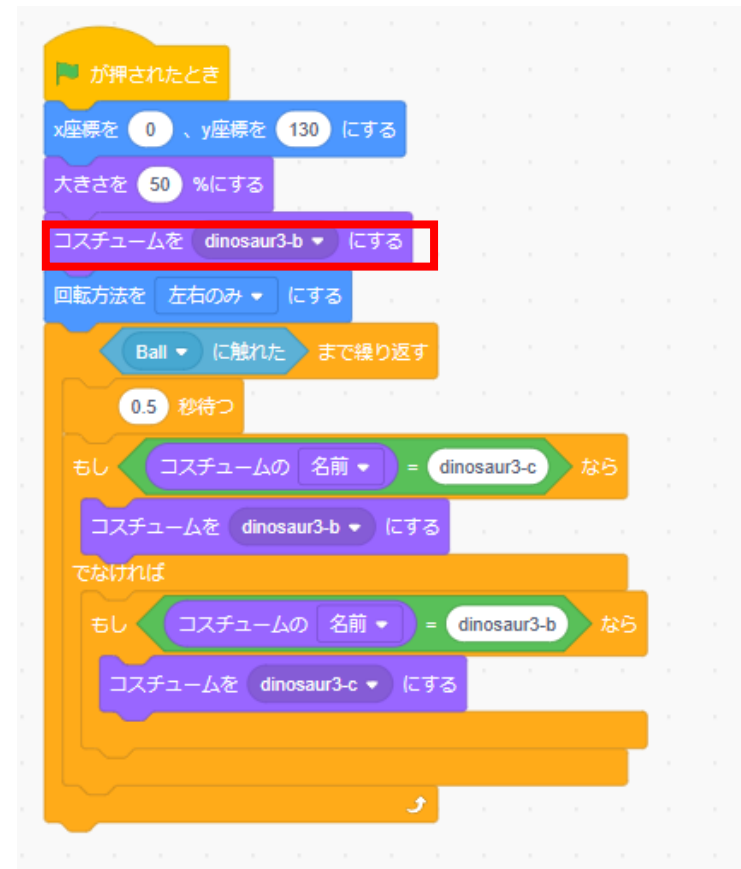 が押されたとき
x座標を 0 、y座標を 130 にする
大きさを 50 %にする
コスチュームを dinosaur3-b にする
回転方法を 左右のみ にする
Ball に触れた まで繰り返す
0.5 秒待つ
もし コスチュームの 名前 = dinosaur3-c なら
コスチュームを dinosaur3-b にする
でなければ
もし コスチュームの 名前 = dinosaur3-b なら
コスチュームを dinosaur3-c にする